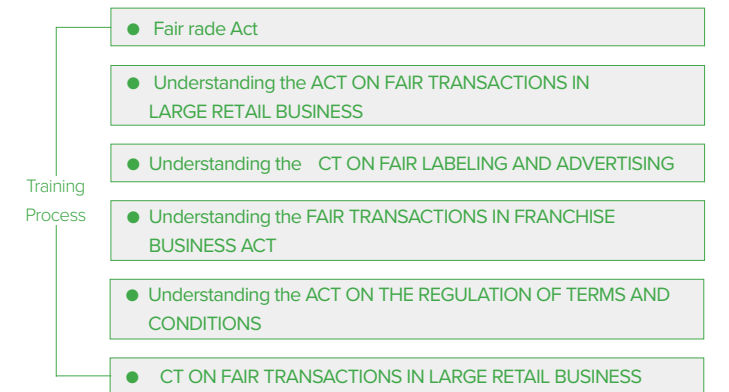 ● Fair rade Act
● Understanding the ACT ON FAIR TRANSACTIONS IN
LARGE RETAIL BUSINESS
● Understanding the CT ON FAIR LABELING AND ADVERTISING
Training
Process
● Understanding the FAIR TRANSACTIONS IN FRANCHISE
BUSINESS ACT
● Understanding the ACT ON THE REGULATION OF TERMS AND
CONDITIONS
● CT ON FAIR TRANSACTIONS IN LARGE RETAIL BUSINESS